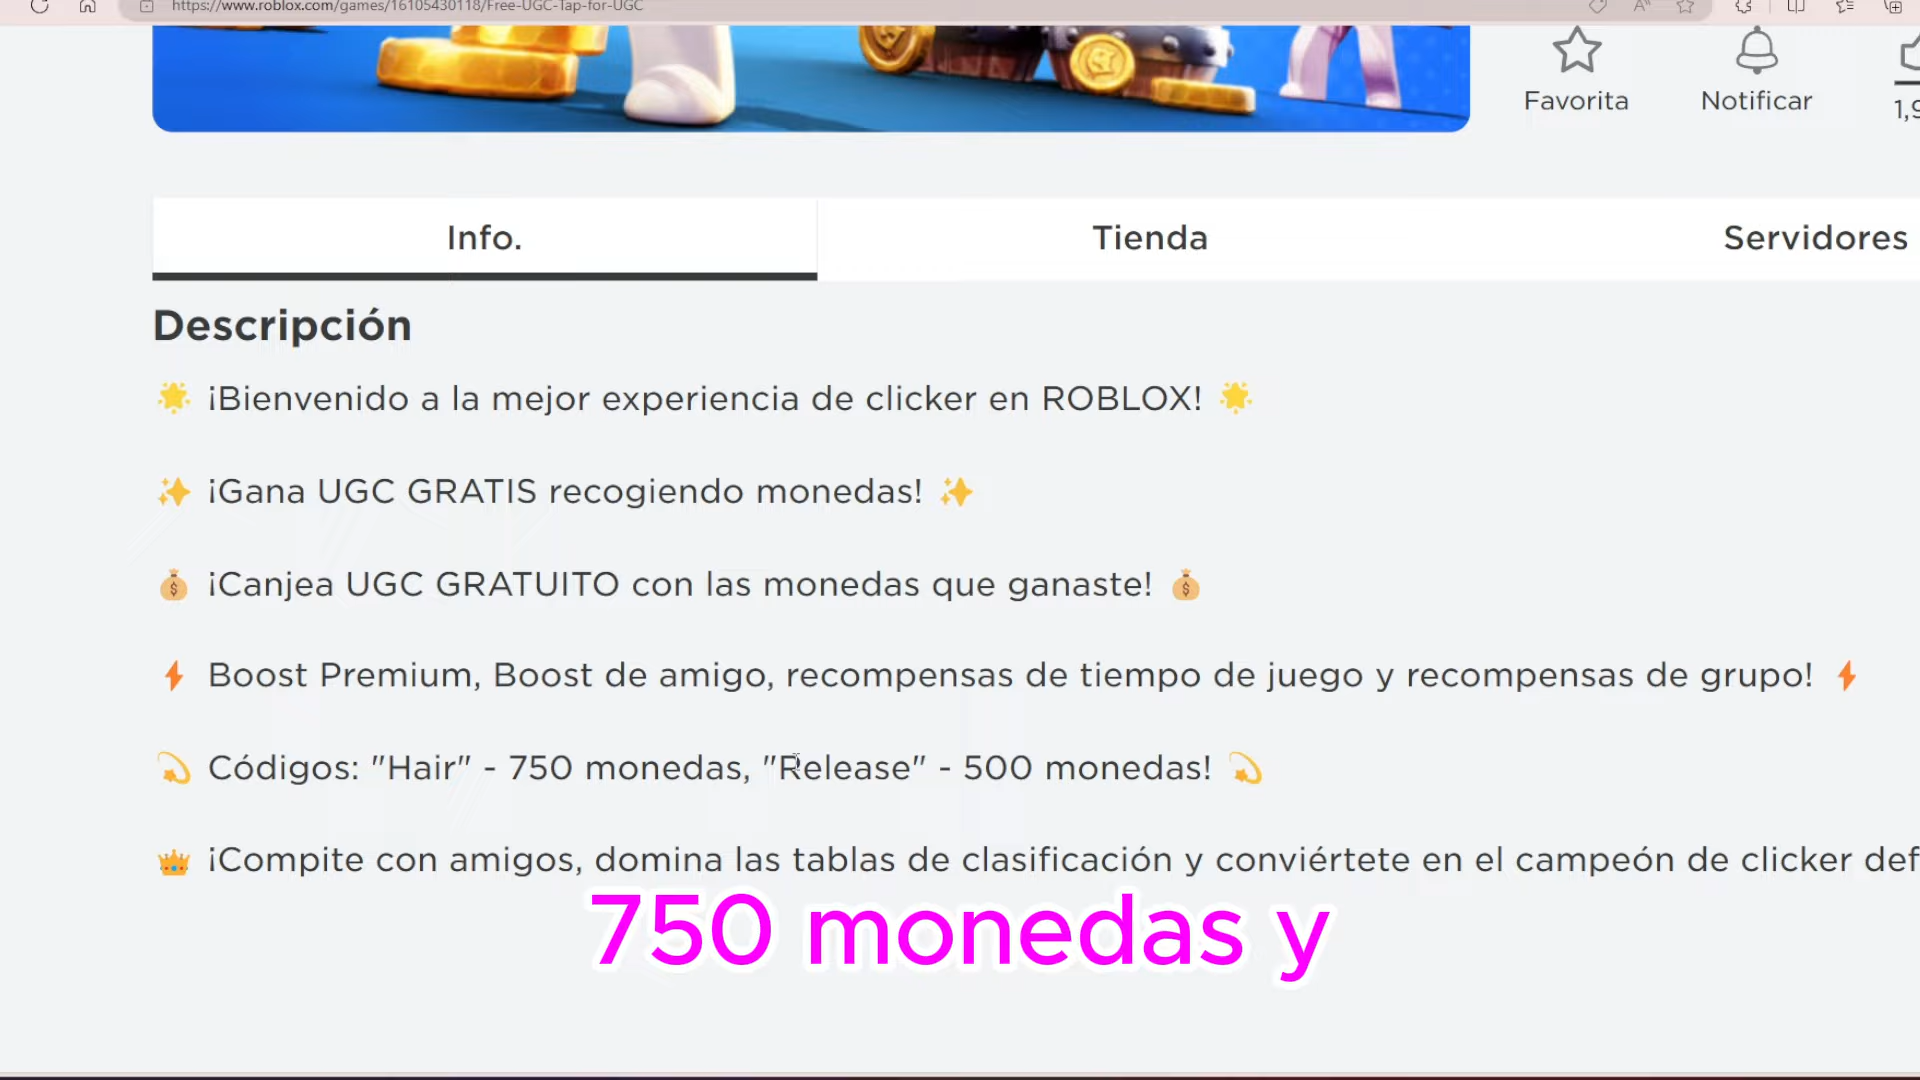 https://www.roblox.com/games/16105430118/Free-UGC-Tap-for-UGC
Favorita
Notificar
Info.
Tienda
Servidores
Descripción
🌟 ¡Bienvenido a la mejor experiencia de clicker en ROBLOX! 🌟
✨ ¡Gana UGC GRATIS recogiendo monedas! ✨
💰 ¡Canjea UGC GRATUITO con las monedas que ganaste! 💰
⚡ Boost Premium, Boost de amigo, recompensas de tiempo de juego y recompensas de grupo! ⚡
💫 Códigos: "Hair" - 750 monedas, "Release" - 500 monedas! 💫
👑 ¡Compite con amigos, domina las tablas de clasificación y conviértete en el campeón de clicker def
750 monedas y